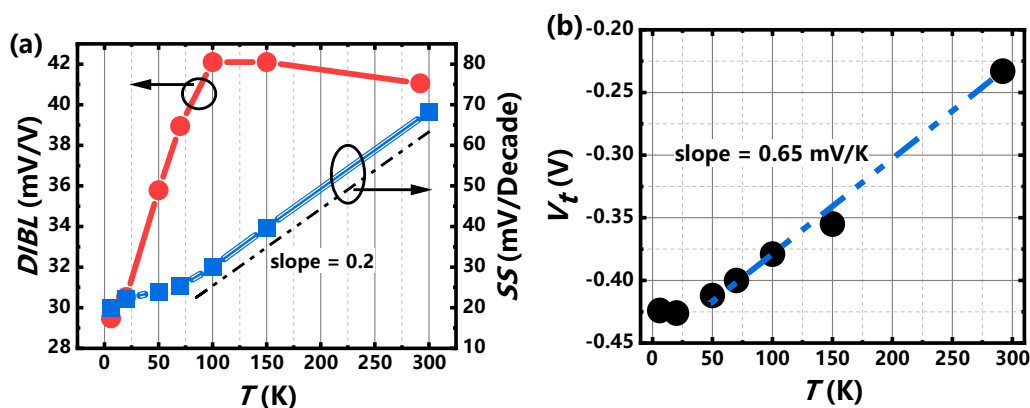 (a)
DIBL (mV/V)
42
40
38
36
34
32
30
28
80
70
60
50
40
30
20
10
SS (mV/Decade)
slope = 0.2
0 50 100 150 200 250 300
T (K)
(b)
V_t (V)
-0.20
-0.25
-0.30
-0.35
-0.40
-0.45
slope = 0.65 mV/K
0 50 100 150 200 250 300
T (K)